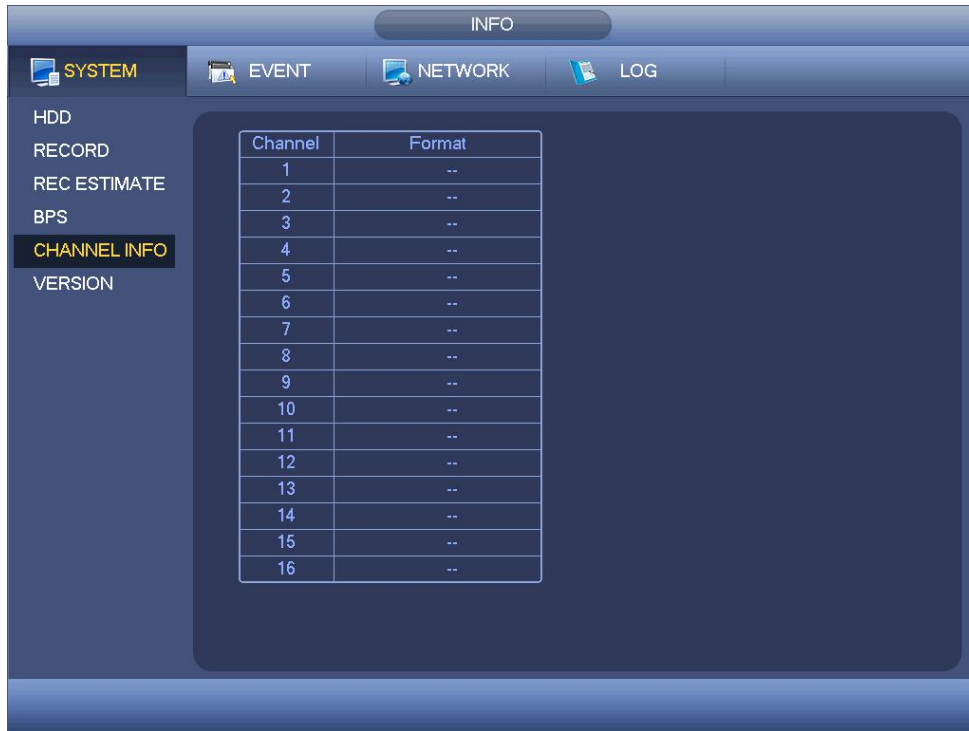 INFO
SYSTEM EVENT NETWORK LOG
HDD
RECORD
REC ESTIMATE
BPS
CHANNEL INFO
VERSION
Channel Format
1 --
2 --
3 --
4 --
5 --
6 --
7 --
8 --
9 --
10 --
11 --
12 --
13 --
14 --
15 --
16 --